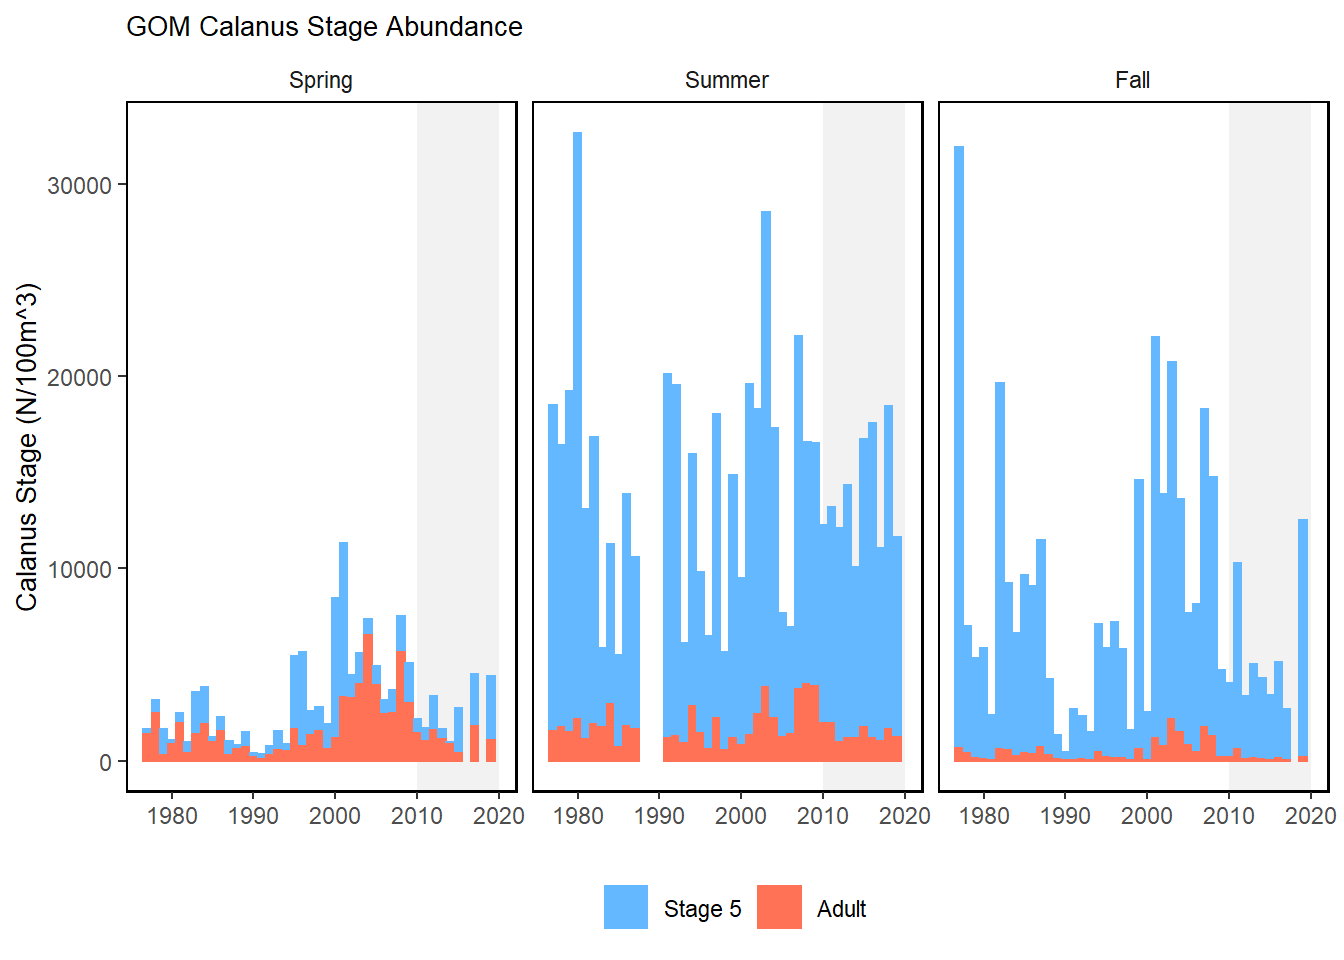 GOM Calanus Stage Abundance
Spring Summer Fall
Calanus Stage (N/100m^3)
30000
20000
10000
0
1980 1990 2000 2010 2020 1980 1990 2000 2010 2020 1980 1990 2000 2010 2020
Stage 5 Adult